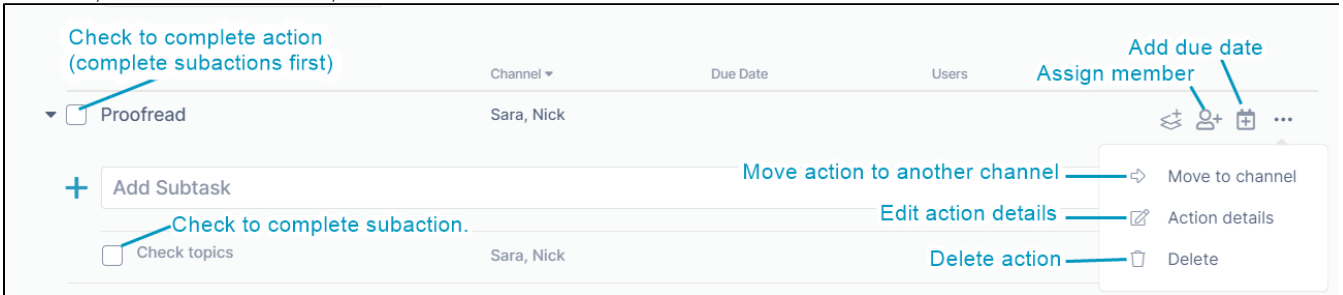 Check to complete action
(complete subactions first)
Add due date
Assign member
Channel
Due Date
Users
Proofread
Sara, Nick
Move action to another channel
Move to channel
Add Subtask
Edit action details
Action details
Check to complete subaction.
Check topics
Sara, Nick
Delete action
Delete